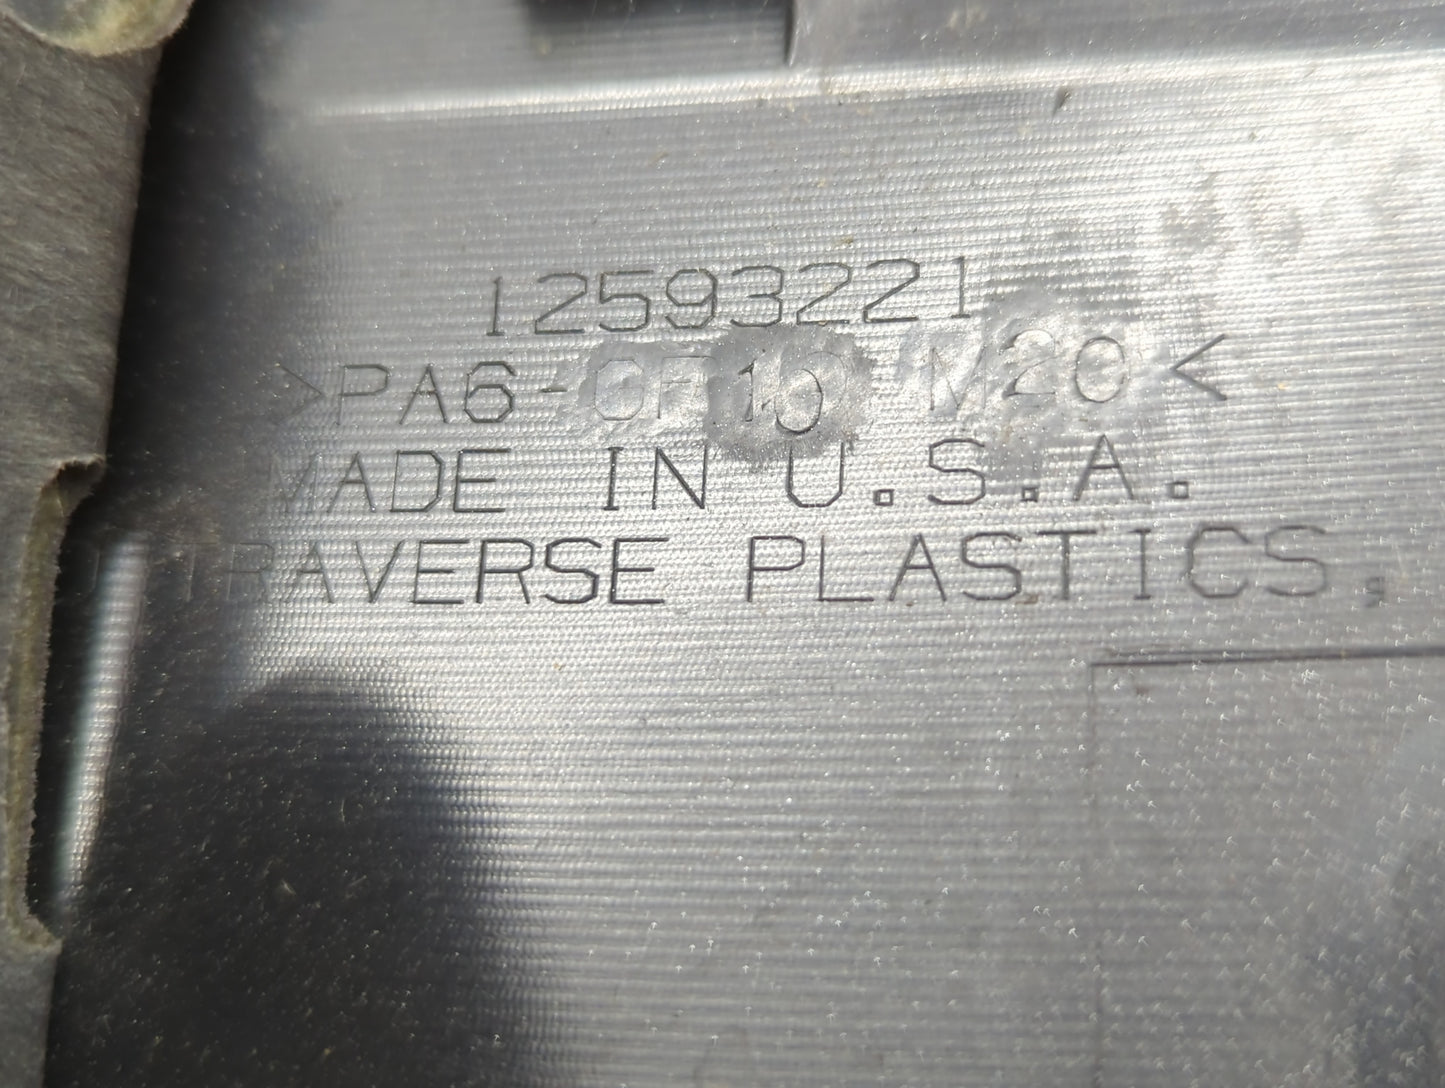 12593221
>PA6-GF10 M20<
MADE IN U.S.A.
TRAVERSE PLASTICS,